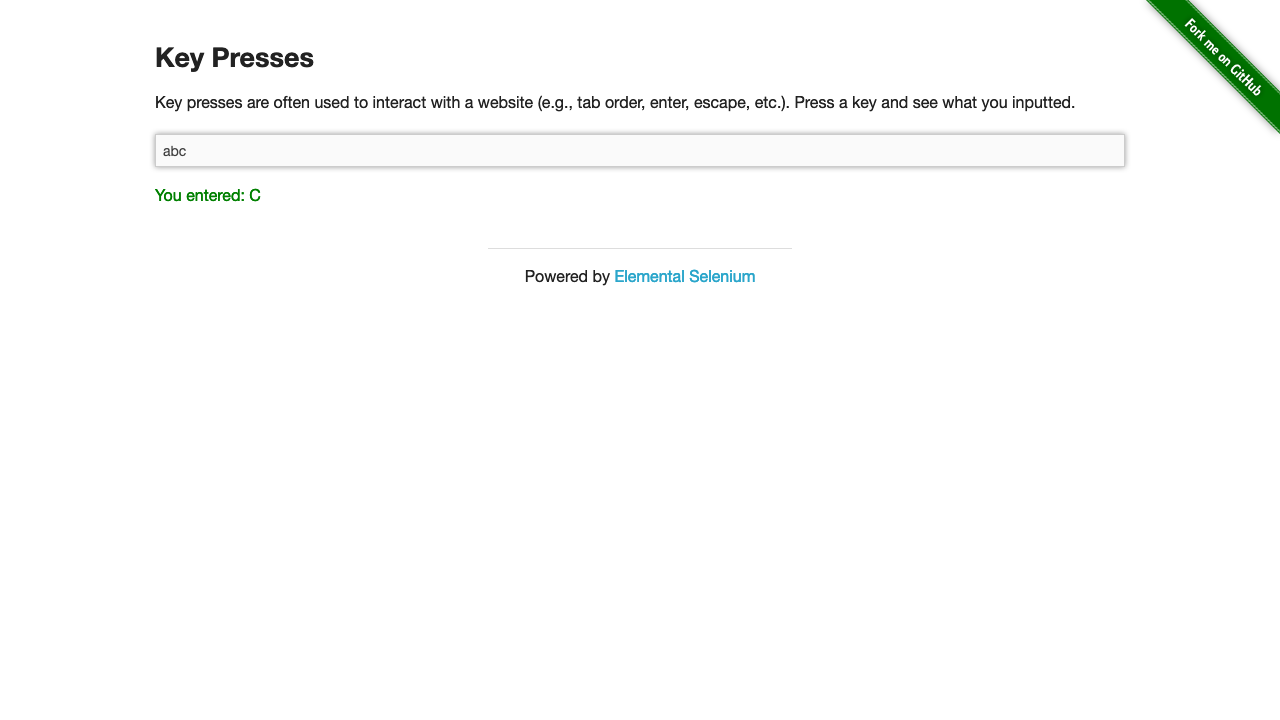 Fork me on GitHub
Key Presses
Key presses are often used to interact with a website (e.g., tab order, enter, escape, etc.). Press a key and see what you inputted.
abc
You entered: C
Powered by Elemental Selenium